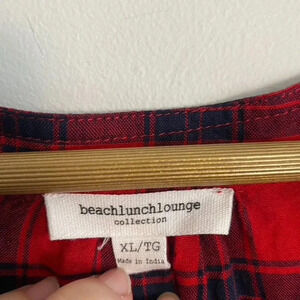 beachlunchlounge
collection
XL/TG
Made in India